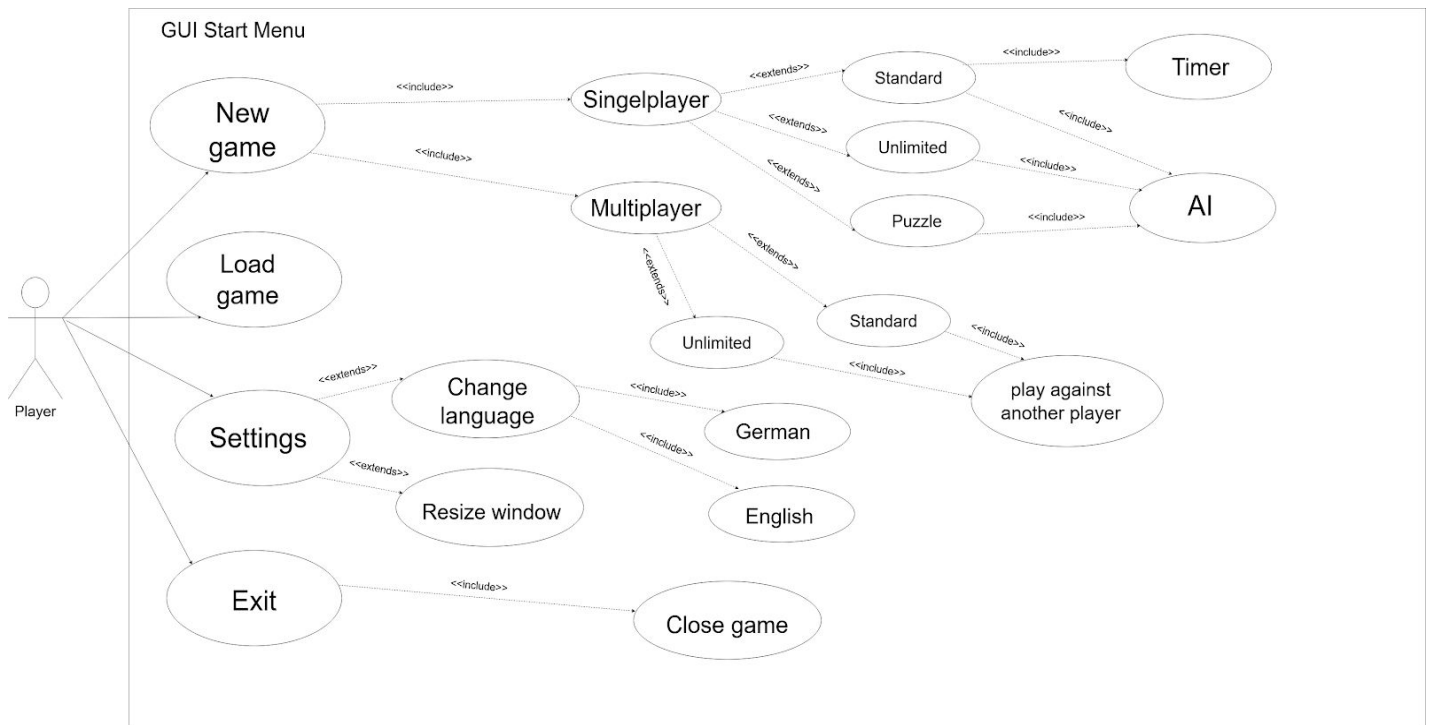 GUI Start Menu
New
game
<<include>>
<<include>>
Singelplayer
<<extends>>
<<extends>>
<<extends>>
Standard
<<include>>
Timer
<<include>>
Unlimited
<<include>>
Puzzle
<<include>>
AI
Multiplayer
<<extends>>
<<extends>>
Standard
<<include>>
Unlimited
<<include>>
play against
another player
Load
game
Player
Settings
<<extends>>
Change
language
<<include>>
German
<<include>>
English
<<extends>>
Resize window
Exit
<<include>>
Close game